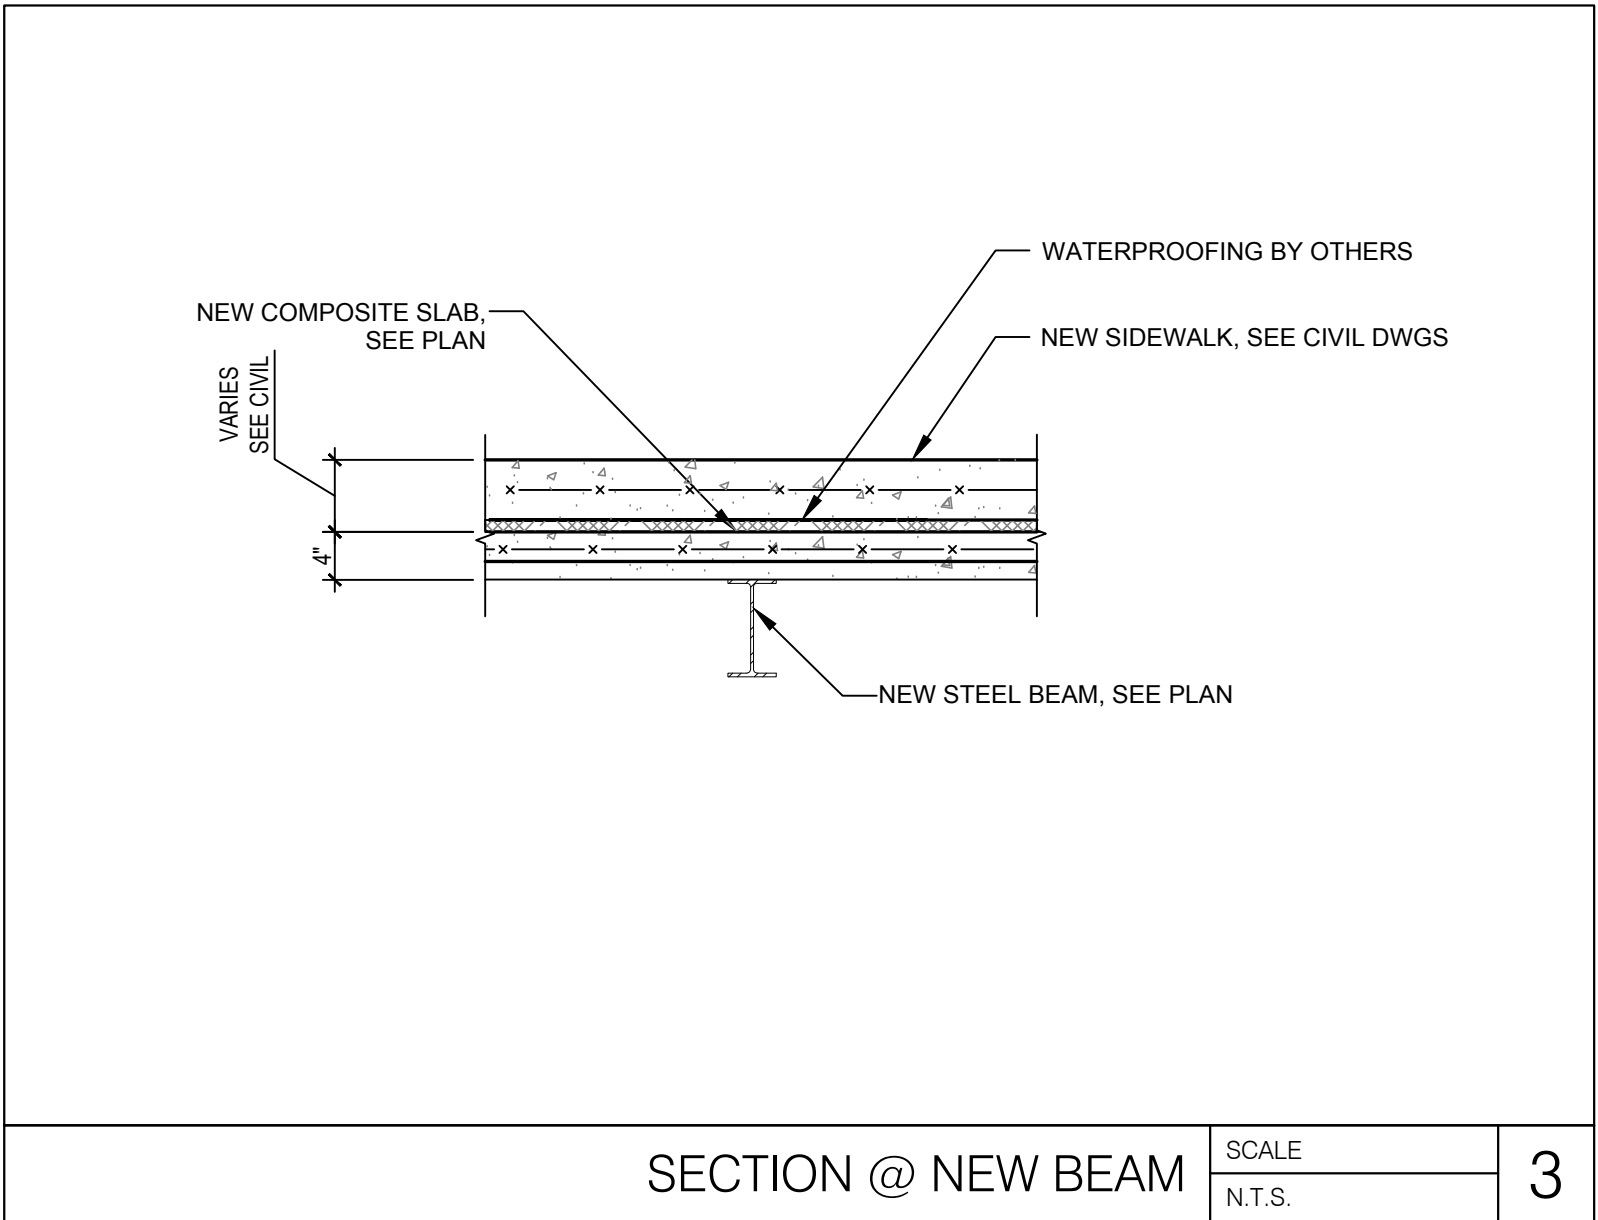 WATERPROOFING BY OTHERS
NEW COMPOSITE SLAB,
SEE PLAN
NEW SIDEWALK, SEE CIVIL DWGS
VARIES
SEE CIVIL
4"
NEW STEEL BEAM, SEE PLAN
SECTION @ NEW BEAM
SCALE
N.T.S.
3